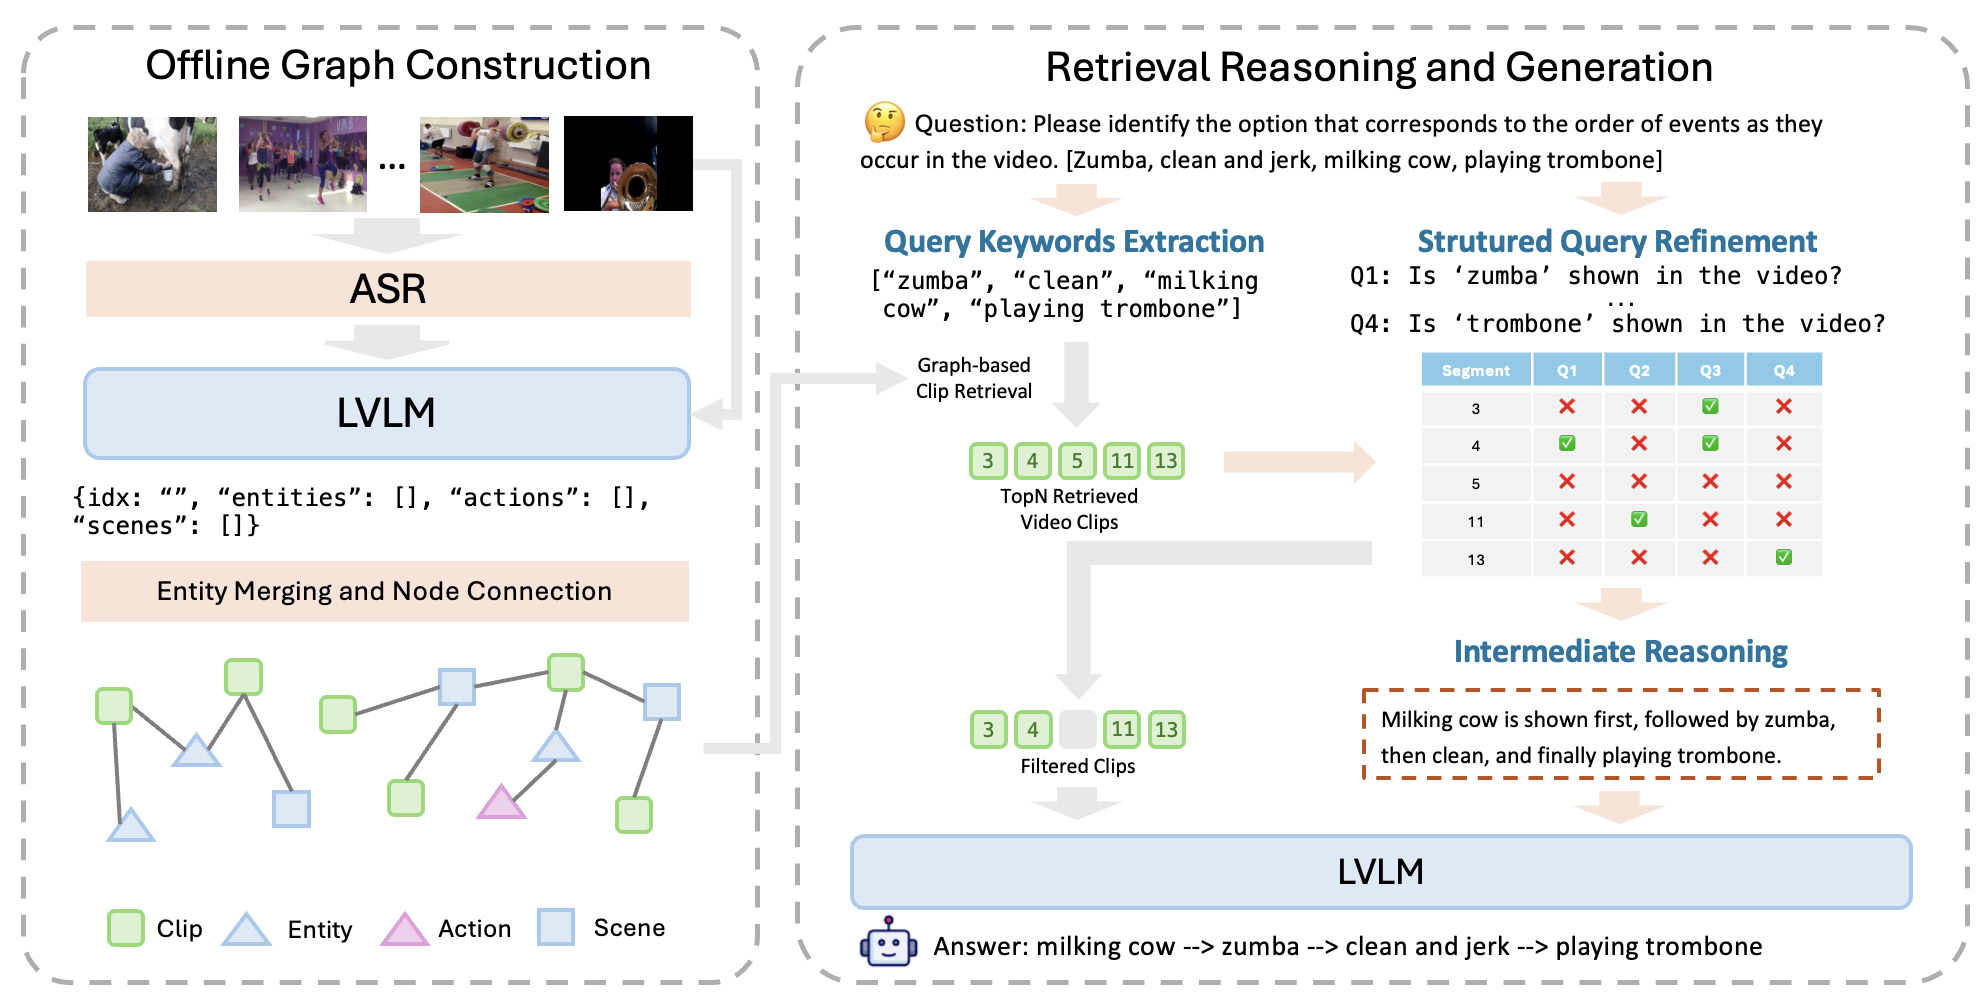 Offline Graph Construction
...
ASR
LVLM
{idx: “”, “entities”: [], “actions”: [],
“scenes”: []}
Entity Merging and Node Connection
Clip
Entity
Action
Scene
Retrieval Reasoning and Generation
Question: Please identify the option that corresponds to the order of events as they
occur in the video. [Zumba, clean and jerk, milking cow, playing trombone]
Query Keywords Extraction
[“zumba”, “clean”, “milking
cow”, “playing trombone”]
Graph-based
Clip Retrieval
3 4 5 11 13
TopN Retrieved
Video Clips
Strutured Query Refinement
Q1: Is ‘zumba’ shown in the video?
...
Q4: Is ‘trombone’ shown in the video?
Segment Q1 Q2 Q3 Q4
3 ❌ ❌ ✅ ❌
4 ✅ ❌ ✅ ❌
5 ❌ ❌ ❌ ❌
11 ❌ ✅ ❌ ❌
13 ❌ ❌ ❌ ✅
Intermediate Reasoning
Milking cow is shown first, followed by zumba,
then clean, and finally playing trombone.
3 4 11 13
Filtered Clips
LVLM
Answer: milking cow --> zumba --> clean and jerk --> playing trombone